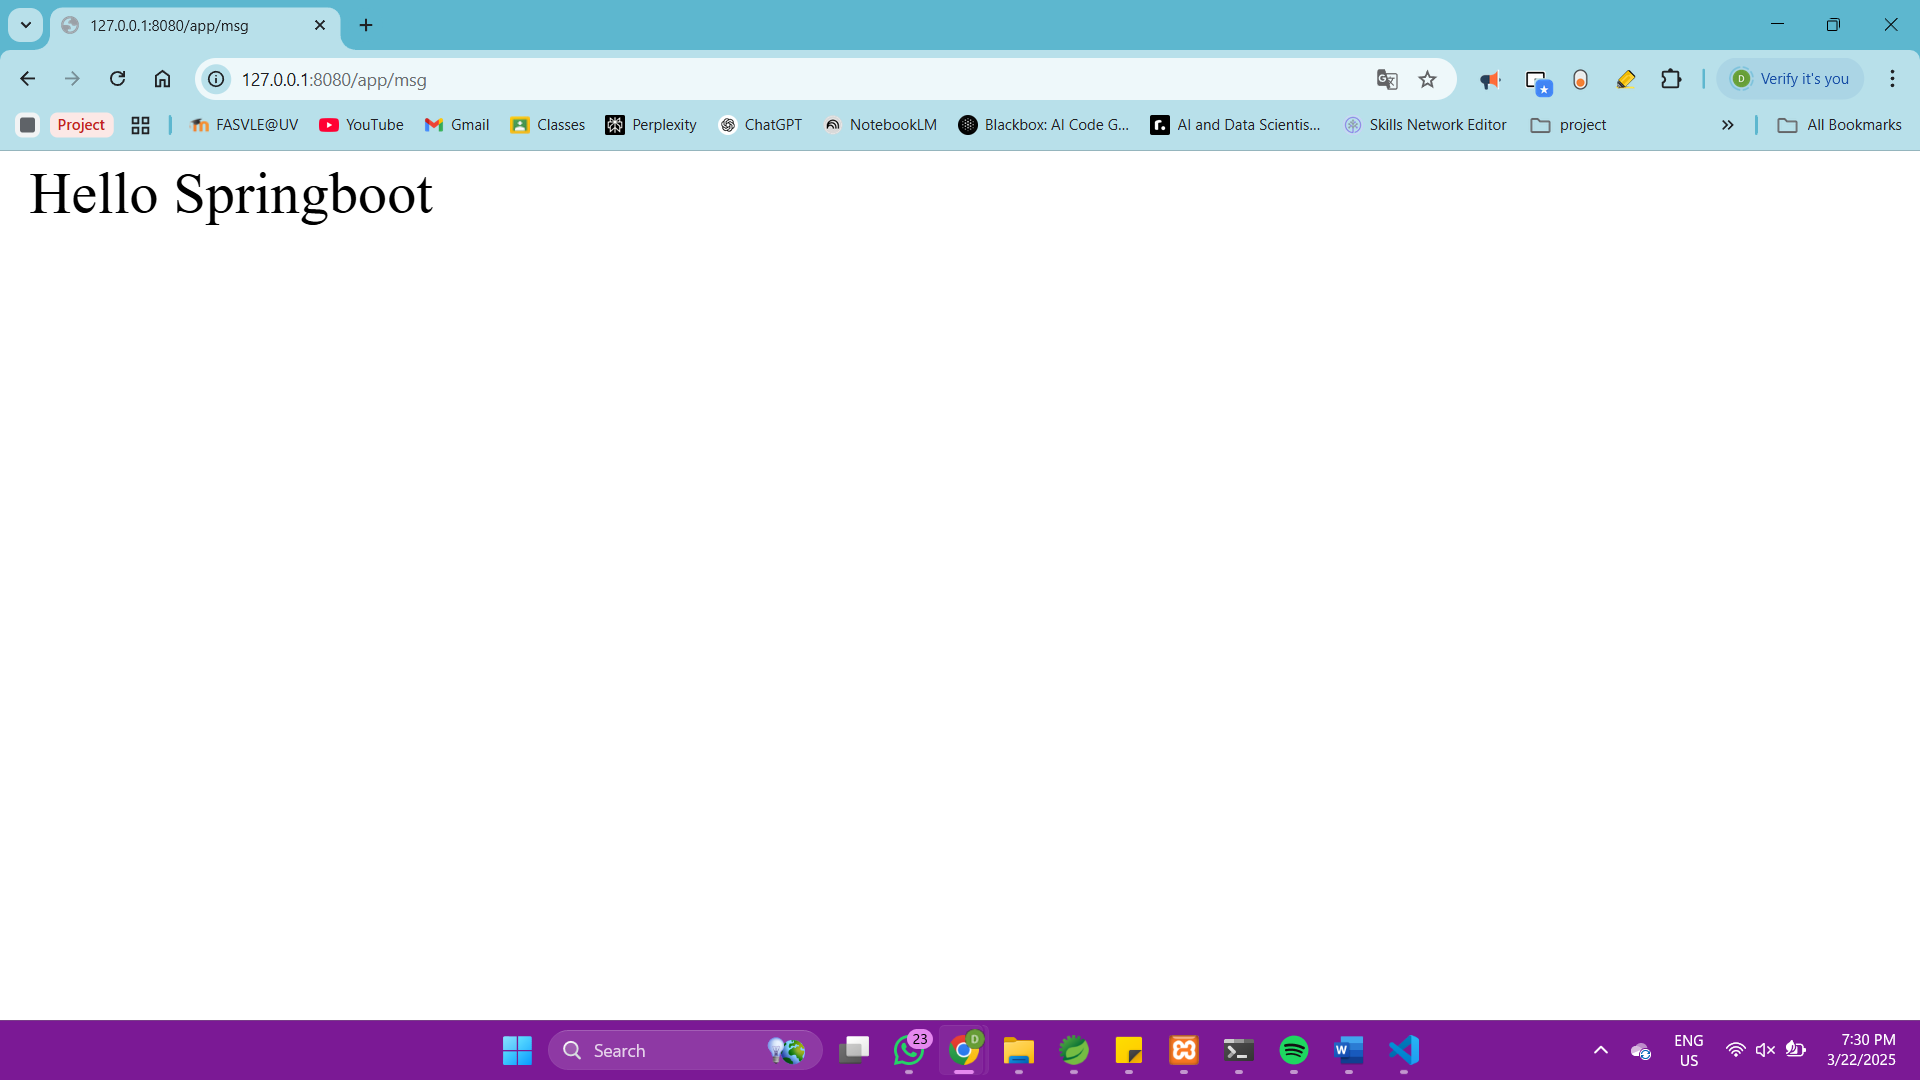 127.0.0.1:8080/app/msg
127.0.0.1:8080/app/msg
D Verify it's you
Project FASVLE@UV YouTube Gmail Classes Perplexity ChatGPT NotebookLM Blackbox: AI Code G... AI and Data Scientis... Skills Network Editor project All Bookmarks
Hello Springboot
Search 23 D W ENG US 7:30 PM
3/22/2025